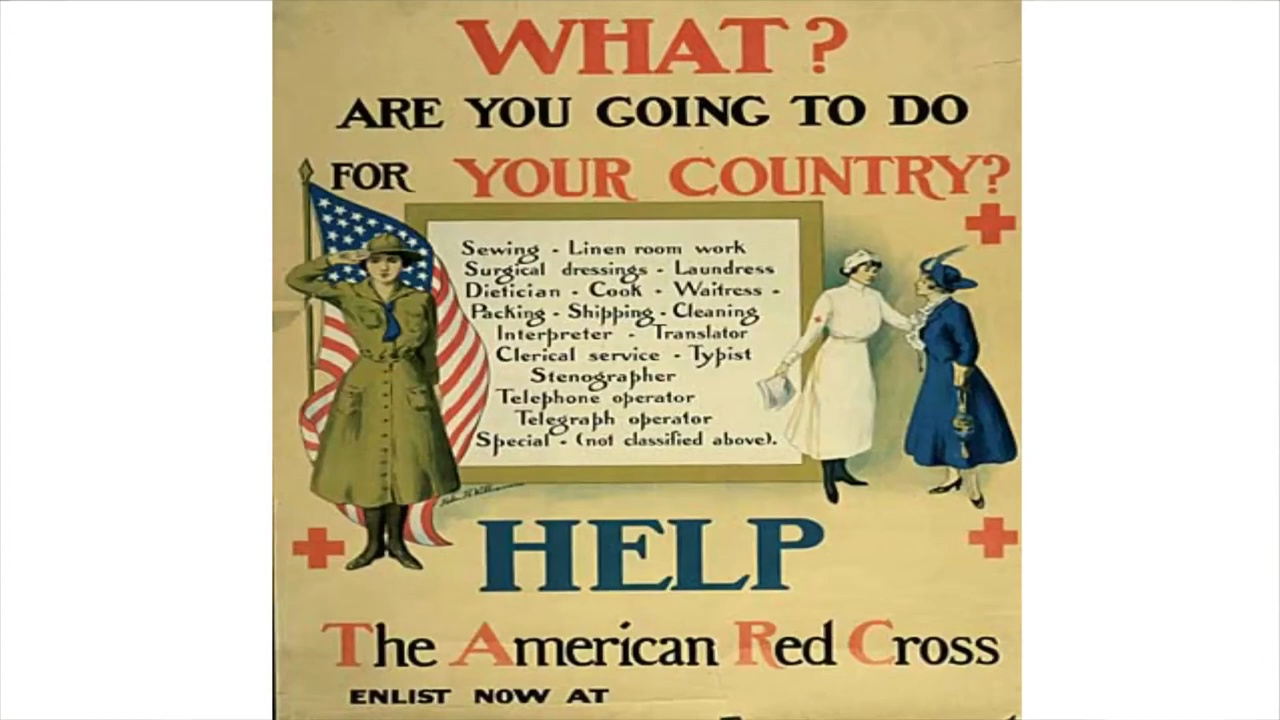 WHAT?
ARE YOU GOING TO DO
FOR YOUR COUNTRY?
Sewing - Linen room work
Surgical dressings - Laundress
Dietician - Cook - Waitress -
Packing - Shipping - Cleaning
Interpreter - Translator
Clerical service - Typist
Stenographer
Telephone operator
Telegraph operator
Special - (not classified above).
HELP
The American Red Cross
ENLIST NOW AT